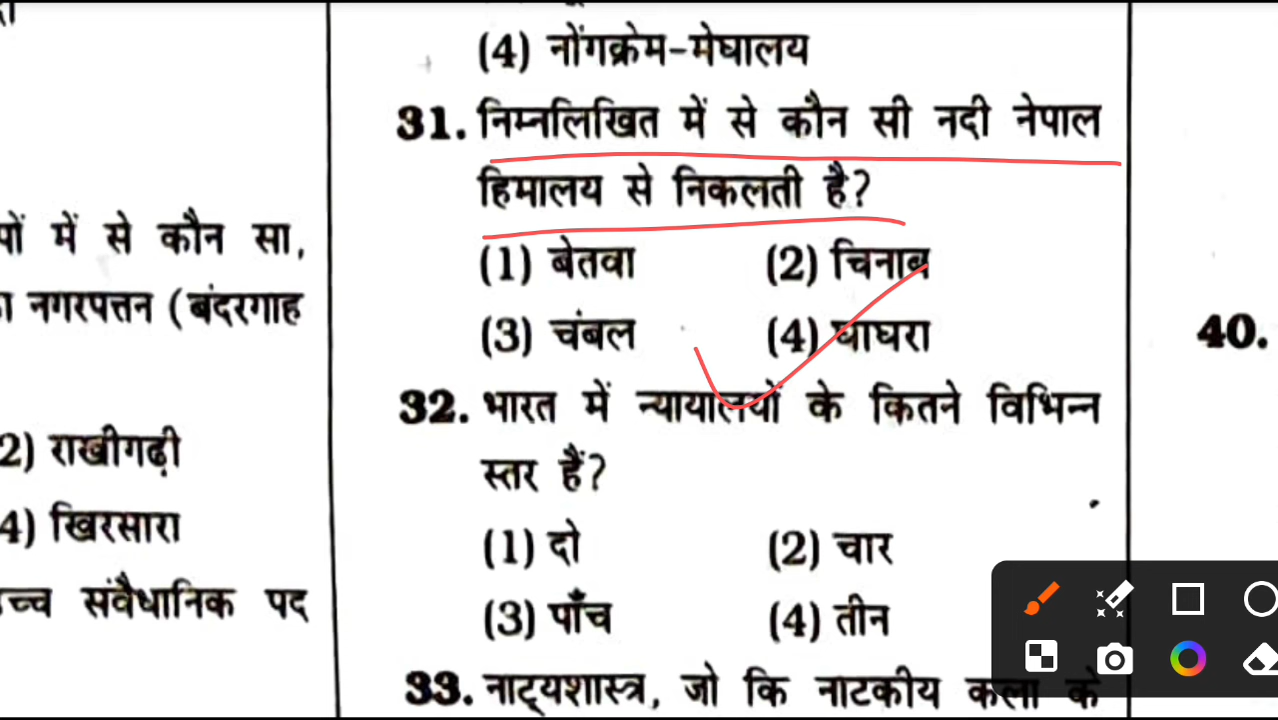 (4) नोंगक्रेम-मेघालय
31. निम्नलिखित में से कौन सी नदी नेपाल
हिमालय से निकलती है?
(1) बेतवा (2) चिनाब
(3) चंबल (4) घाघरा
32. भारत में न्यायालयों के कितने विभिन्न
स्तर हैं?
(1) दो (2) चार
(3) पाँच (4) तीन
33. नाट्यशास्त्र, जो कि नाटकीय कला के
में से कौन सा,
नगरपत्तन (बंदरगाह
2) राखीगढ़ी
4) खिरसारा
संवैधानिक पद
40.